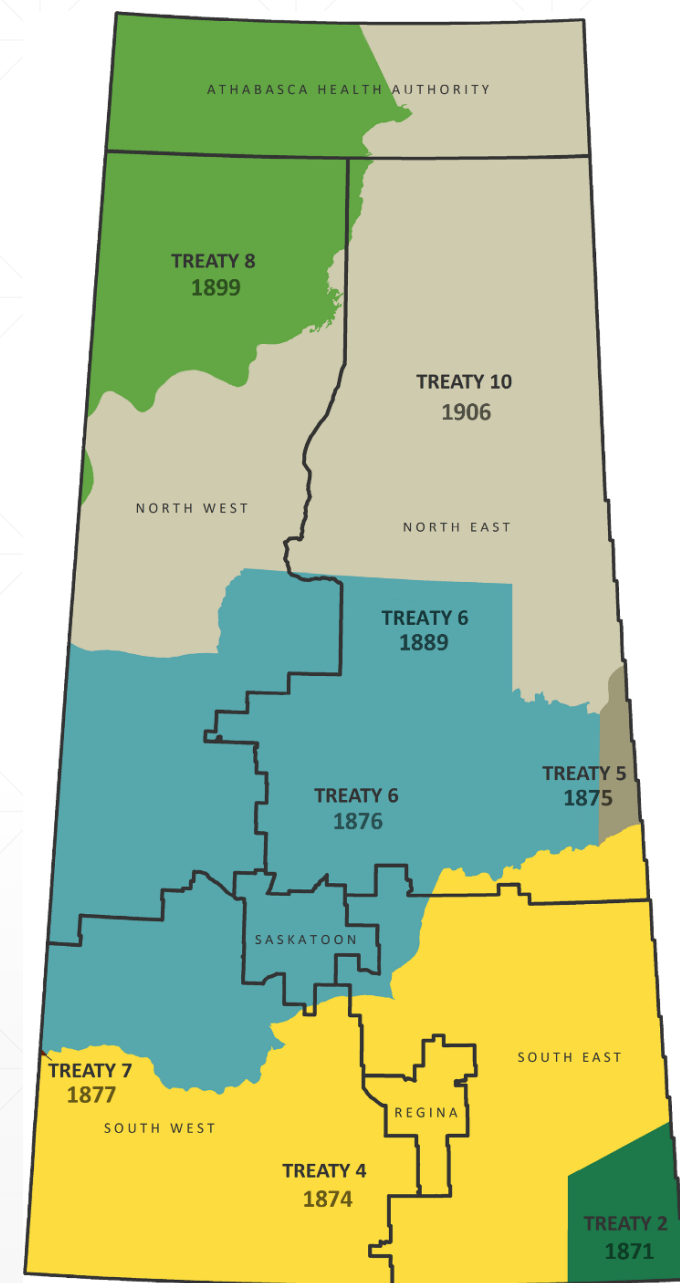 ATHABASCA HEALTH AUTHORITY
TREATY 8
1899
TREATY 10
1906
NORTH WEST
NORTH EAST
TREATY 6
1889
TREATY 5
1875
TREATY 6
1876
SASKATOON
SOUTH EAST
TREATY 7
1877
REGINA
SOUTH WEST
TREATY 4
1874
TREATY 2
1871